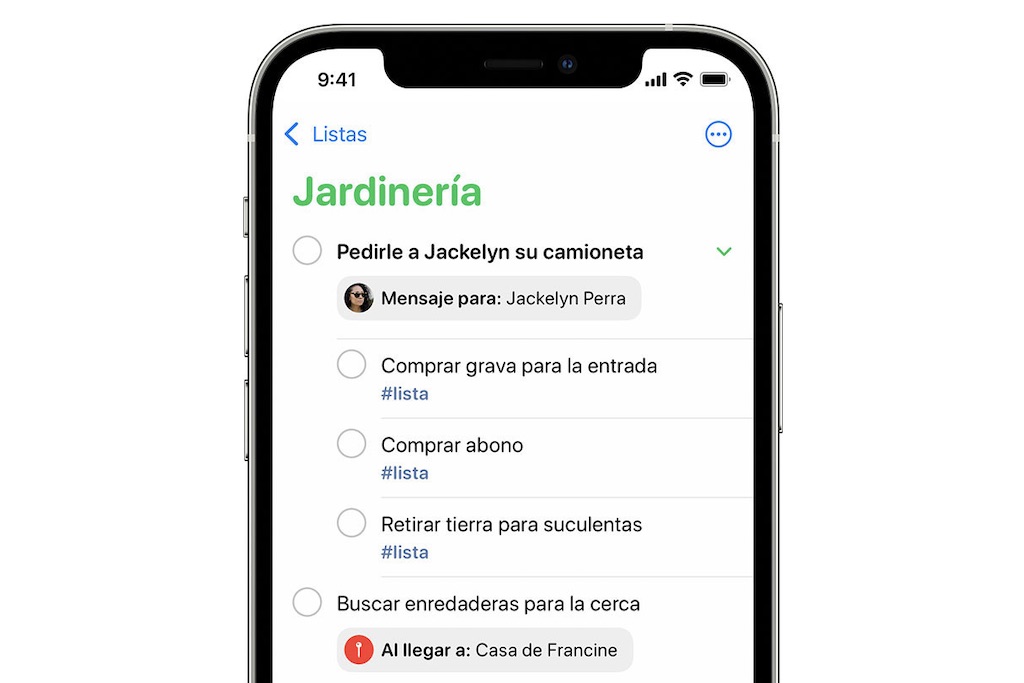 9:41
Listas
Jardinería
Pedirle a Jackelyn su camioneta
Mensaje para: Jackelyn Perra
Comprar grava para la entrada
#lista
Comprar abono
#lista
Retirar tierra para suculentas
#lista
Buscar enredaderas para la cerca
Al llegar a: Casa de Francine